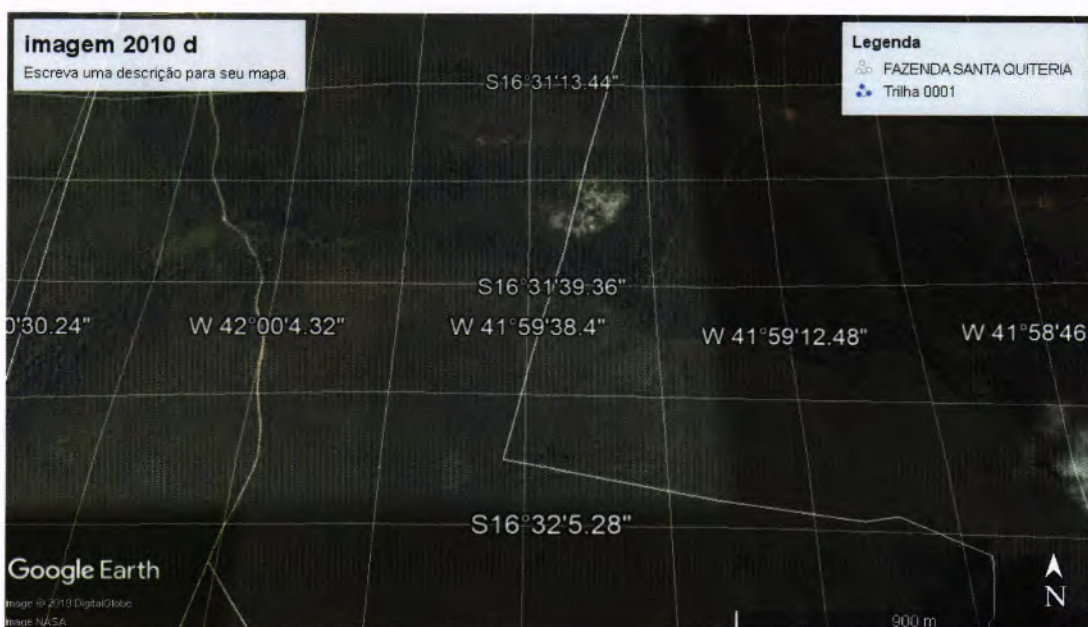 imagem 2010 d
Escreva uma descrição para seu mapa.
Legenda
FAZENDA SANTA QUITERIA
Trilha 0001
S16°31'13.44"
S16°31'39.36"
0'30.24"
W 42°00'4.32"
W 41°59'38.4"
W 41°59'12.48"
W 41°58'46
S16°32'5.28"
Google Earth
Image © 2019 DigitalGlobe
Image NASA
900 m
N